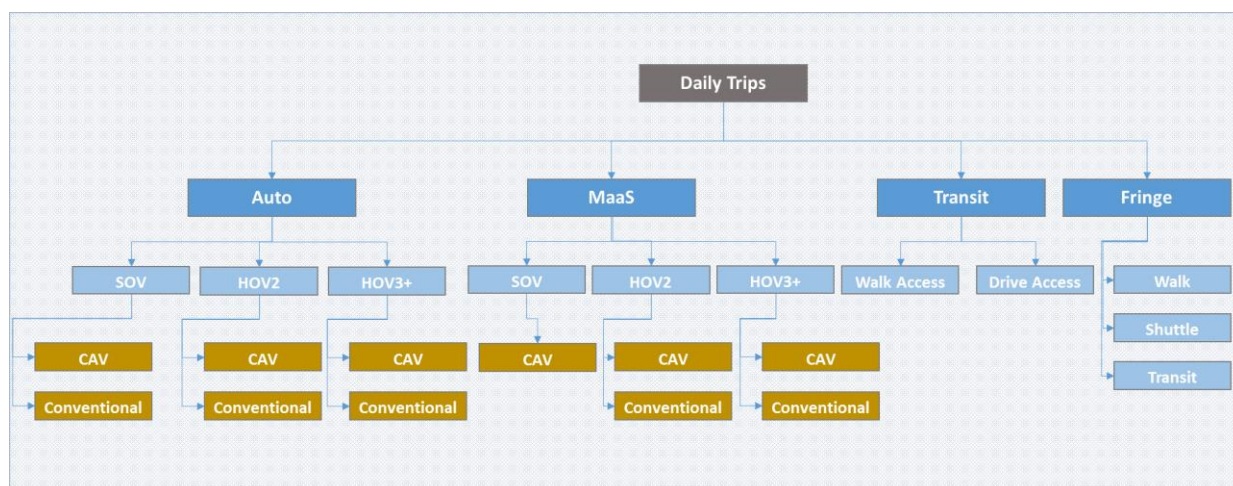 Daily Trips
Auto
MaaS
Transit
Fringe
SOV
HOV2
HOV3+
SOV
HOV2
HOV3+
Walk Access
Drive Access
Walk
Shuttle
Transit
CAV
CAV
CAV
CAV
CAV
CAV
Conventional
Conventional
Conventional
Conventional
Conventional